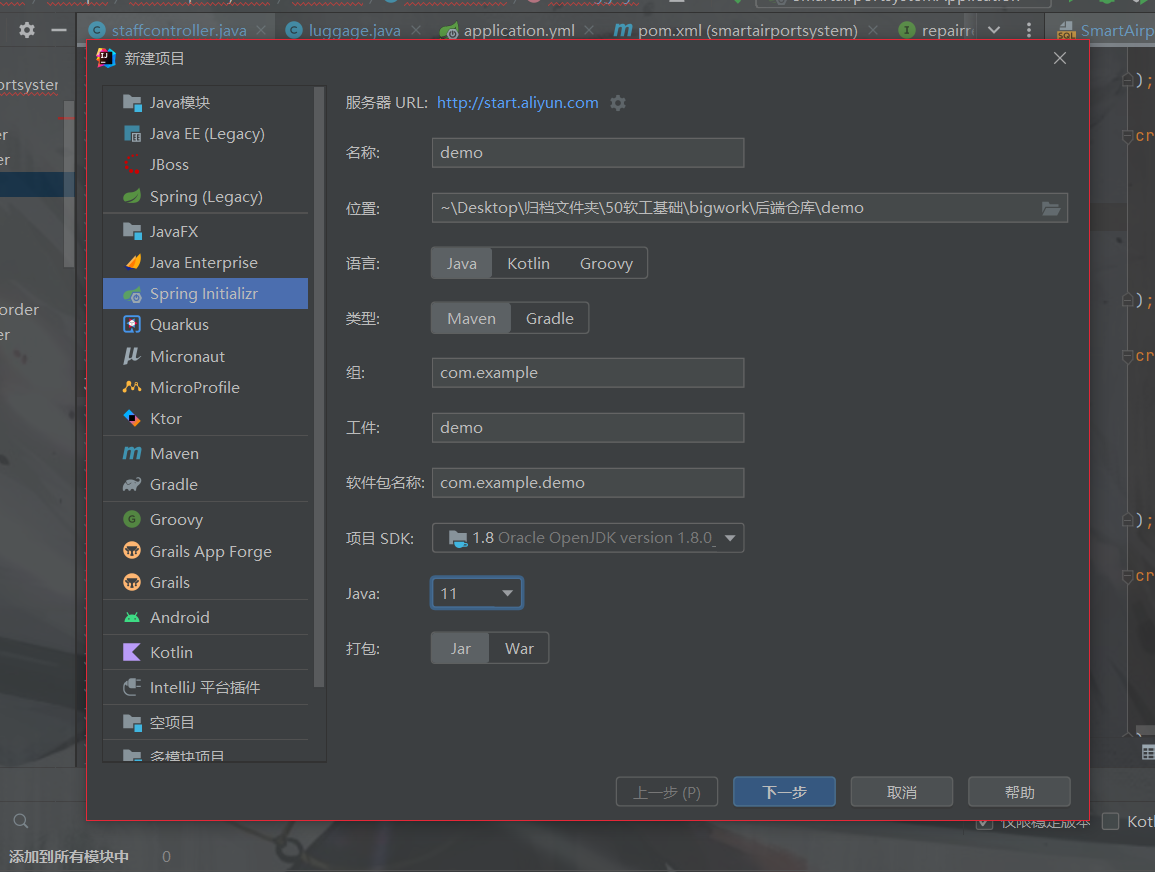 staffcontroller.java
luggage.java
application.yml
pom.xml (smartairportsystem)
SQL
SmartAirp
新建项目
er
er
order
er
Java模块
Java EE (Legacy)
JBoss
Spring (Legacy)
JavaFX
Java Enterprise
Spring Initializr
Quarkus
Micronaut
MicroProfile
Ktor
Maven
Gradle
Groovy
Grails App Forge
Grails
Android
Kotlin
IntelliJ 平台插件
空项目
多模块项目
服务器 URL: http://start.aliyun.com
名称: demo
位置: ~\Desktop\归档文件夹\50软工基础\bigwork\后端仓库\demo
语言: Java Kotlin Groovy
类型: Maven Gradle
组: com.example
工件: demo
软件包名称: com.example.demo
项目 SDK: 1.8 Oracle OpenJDK version 1.8.0_
Java: 11
打包: Jar War
);
cr
);
cr
);
cr
上一步 (P)
下一步
取消
帮助
仅限稳定版本
Kotl
添加到所有模块中 0